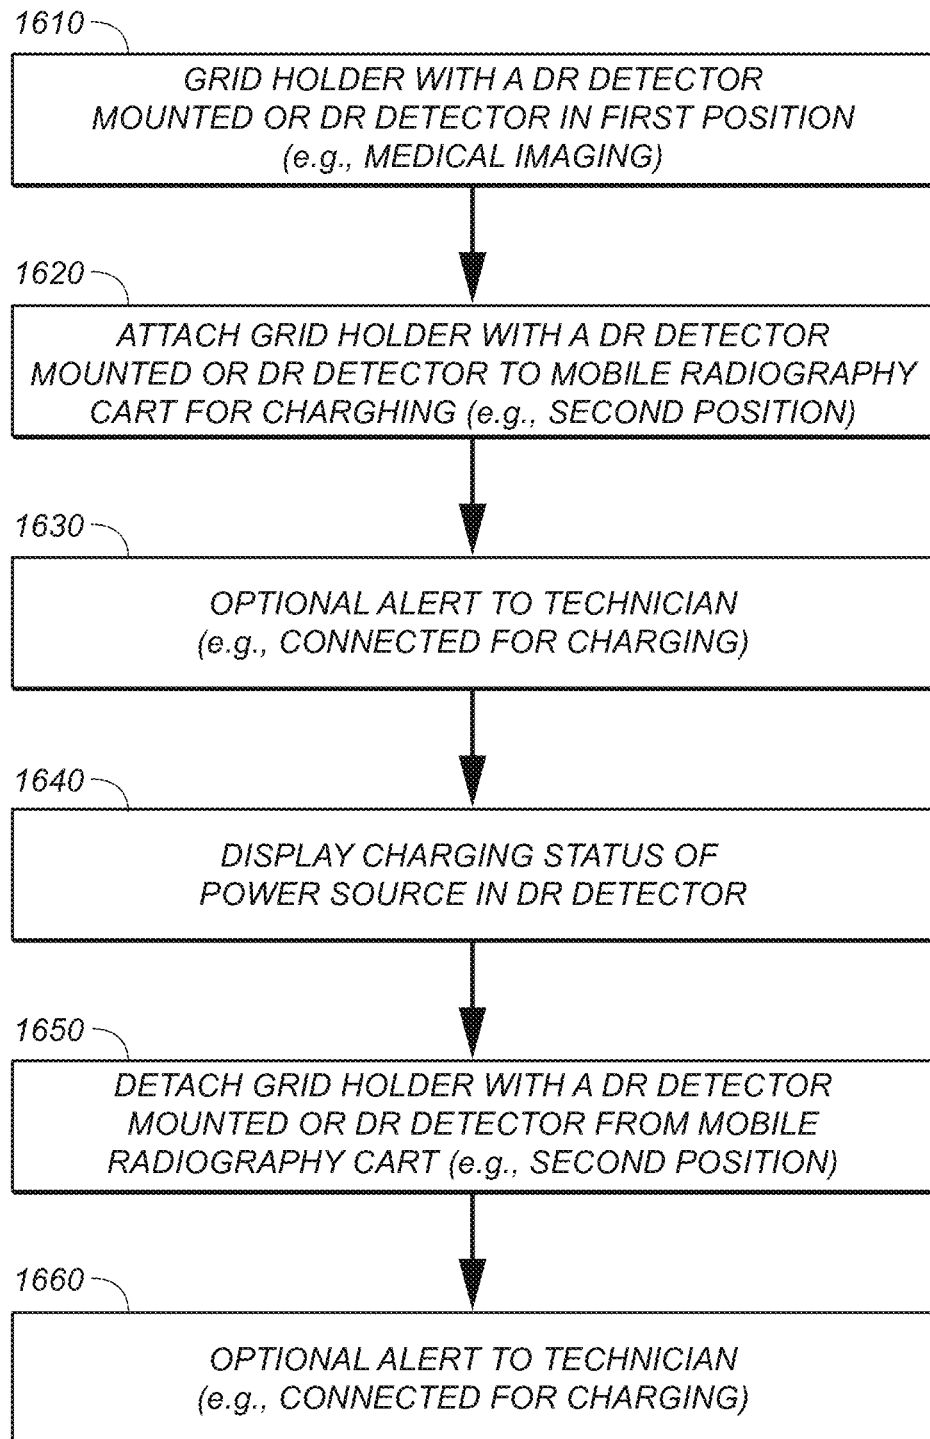 1610
GRID HOLDER WITH A DR DETECTOR
MOUNTED OR DR DETECTOR IN FIRST POSITION
(e.g., MEDICAL IMAGING)
1620
ATTACH GRID HOLDER WITH A DR DETECTOR
MOUNTED OR DR DETECTOR TO MOBILE RADIOGRAPHY
CART FOR CHARGHING (e.g., SECOND POSITION)
1630
OPTIONAL ALERT TO TECHNICIAN
(e.g., CONNECTED FOR CHARGING)
1640
DISPLAY CHARGING STATUS OF
POWER SOURCE IN DR DETECTOR
1650
DETACH GRID HOLDER WITH A DR DETECTOR
MOUNTED OR DR DETECTOR FROM MOBILE
RADIOGRAPHY CART (e.g., SECOND POSITION)
1660
OPTIONAL ALERT TO TECHNICIAN
(e.g., CONNECTED FOR CHARGING)